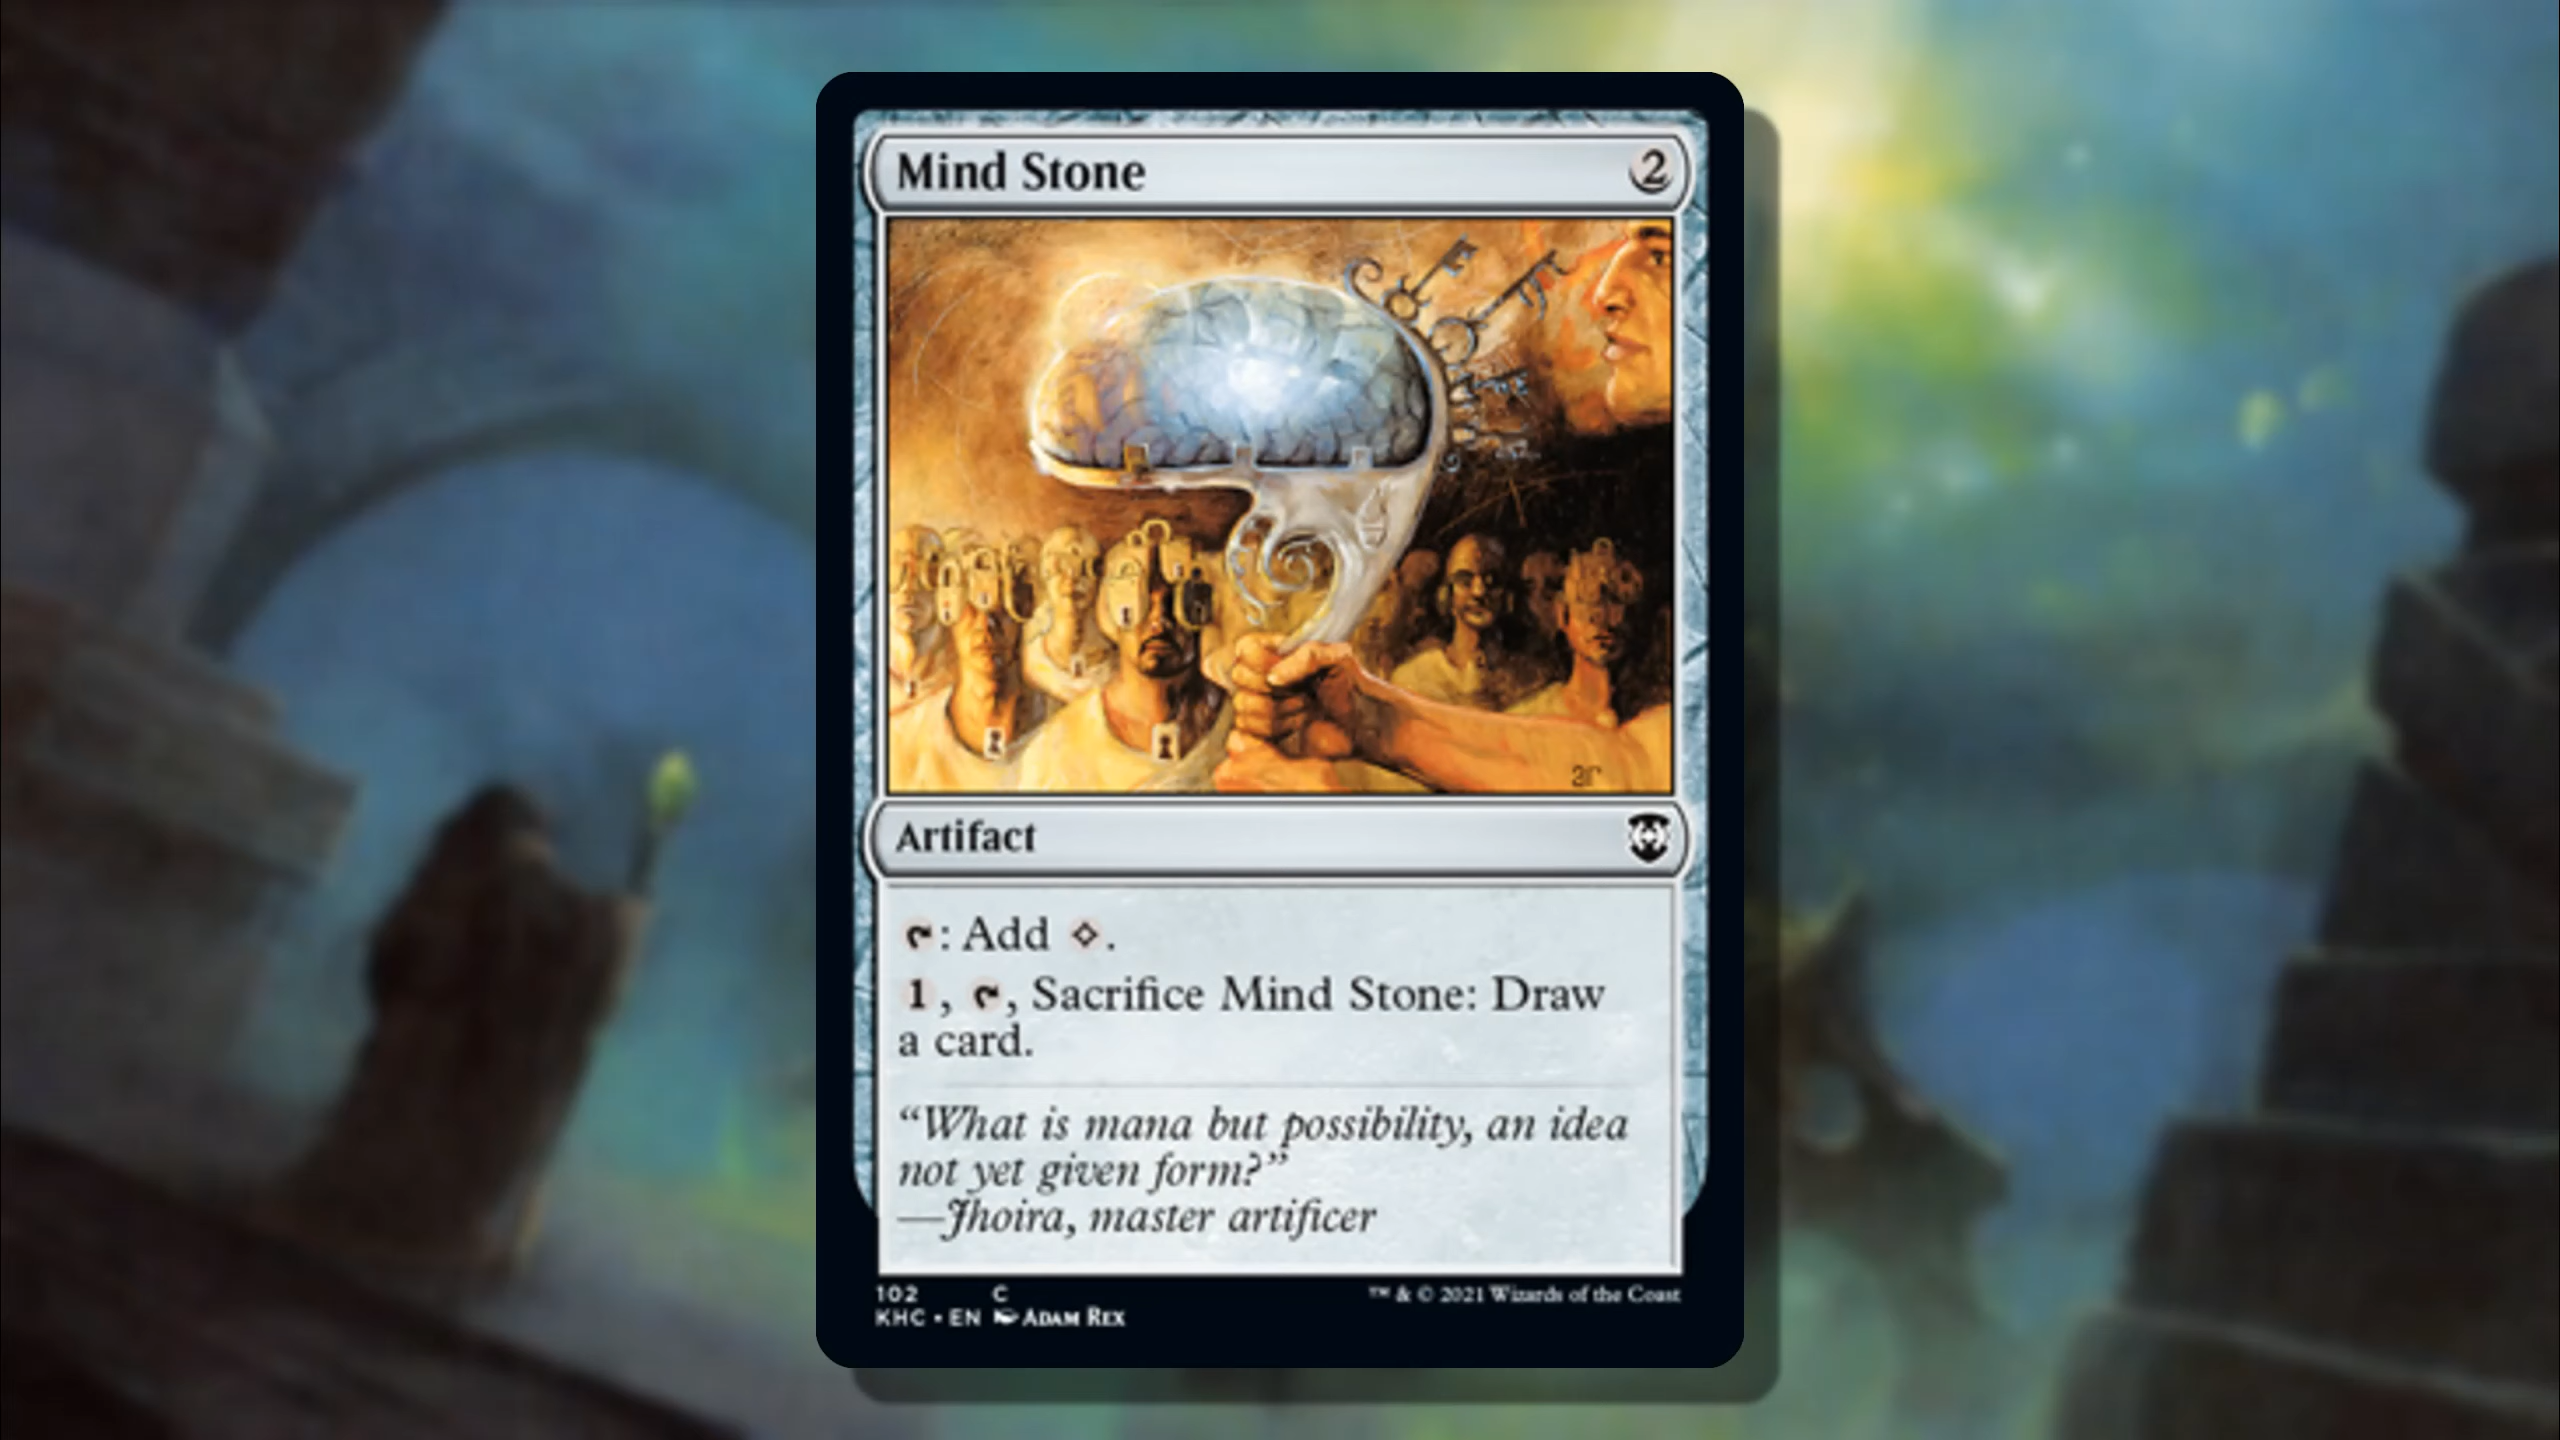 Mind Stone 2
Artifact
: Add .
1, , Sacrifice Mind Stone: Draw
a card.
“What is mana but possibility, an idea
not yet given form?”
—Jhoira, master artificer
102 C
KHC • EN Adam Rex
™ & © 2021 Wizards of the Coast